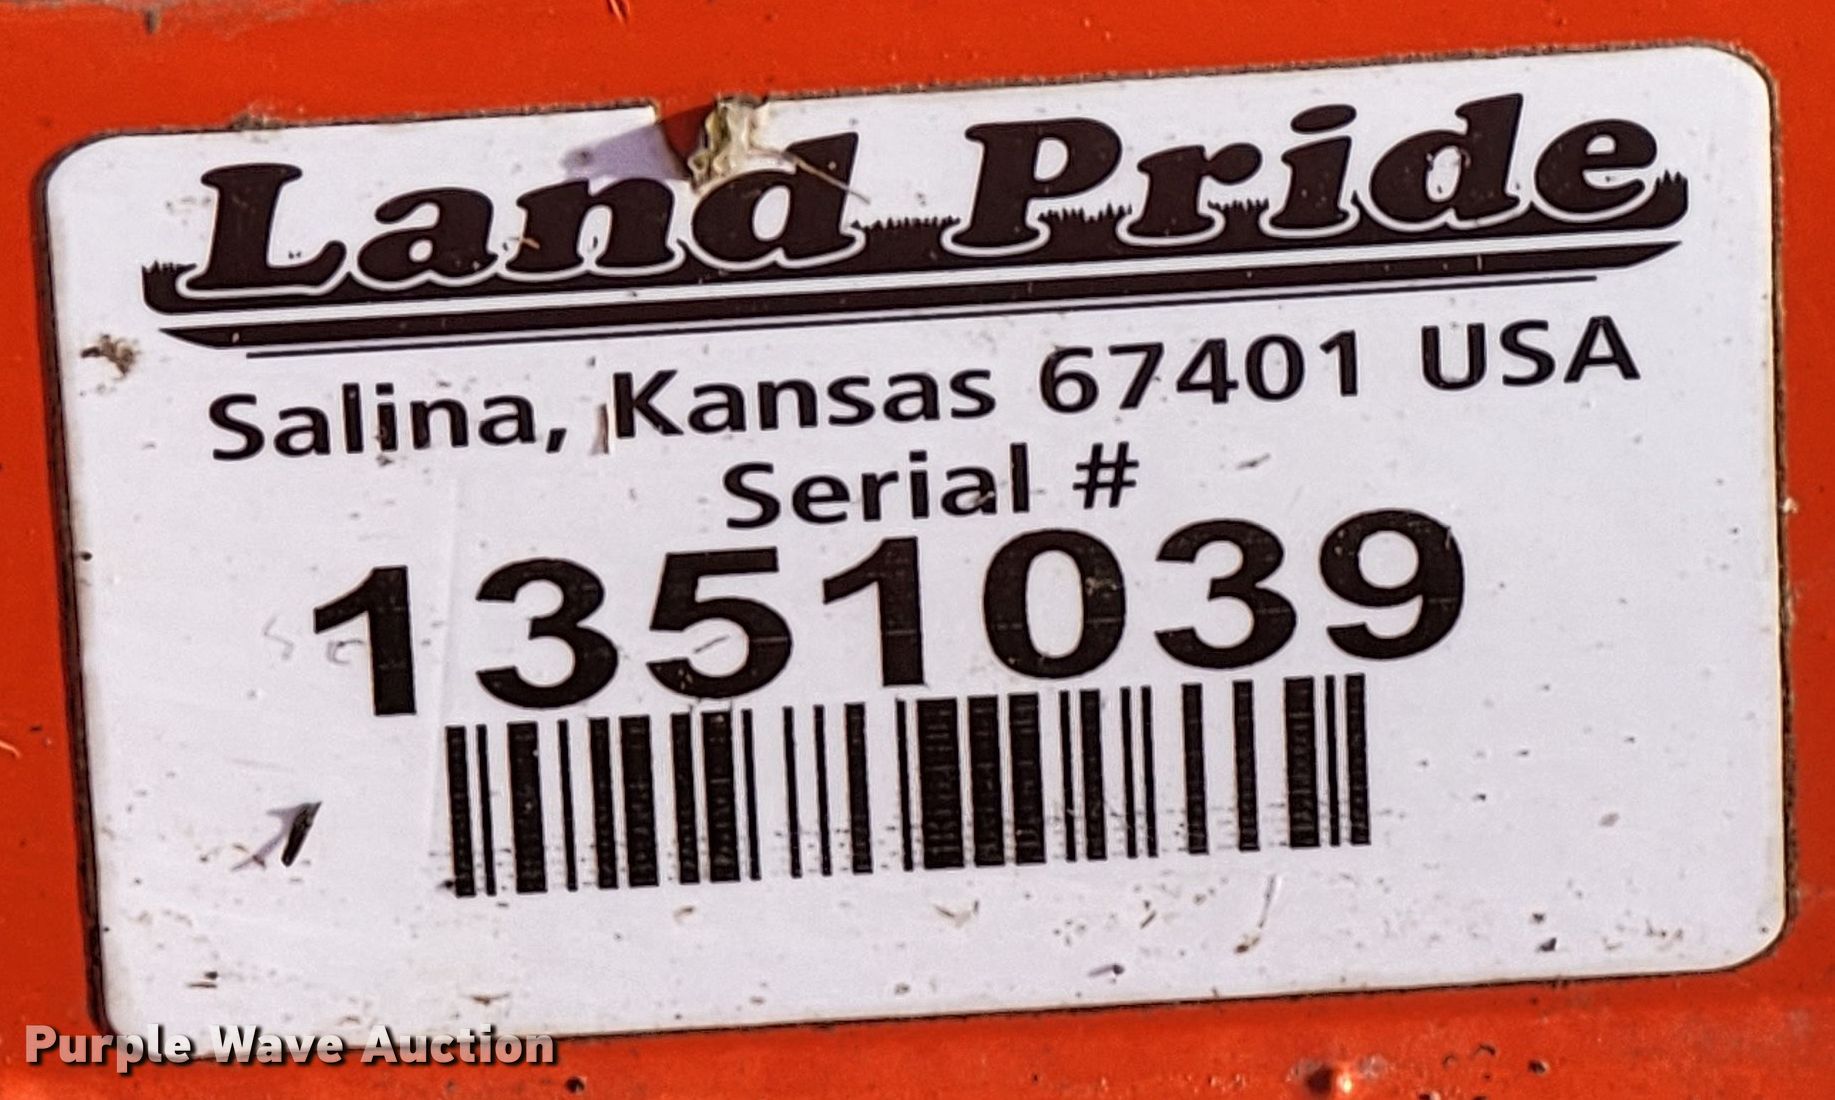 Land Pride
Salina, Kansas 67401 USA
Serial #
1351039
Purple Wave Auction